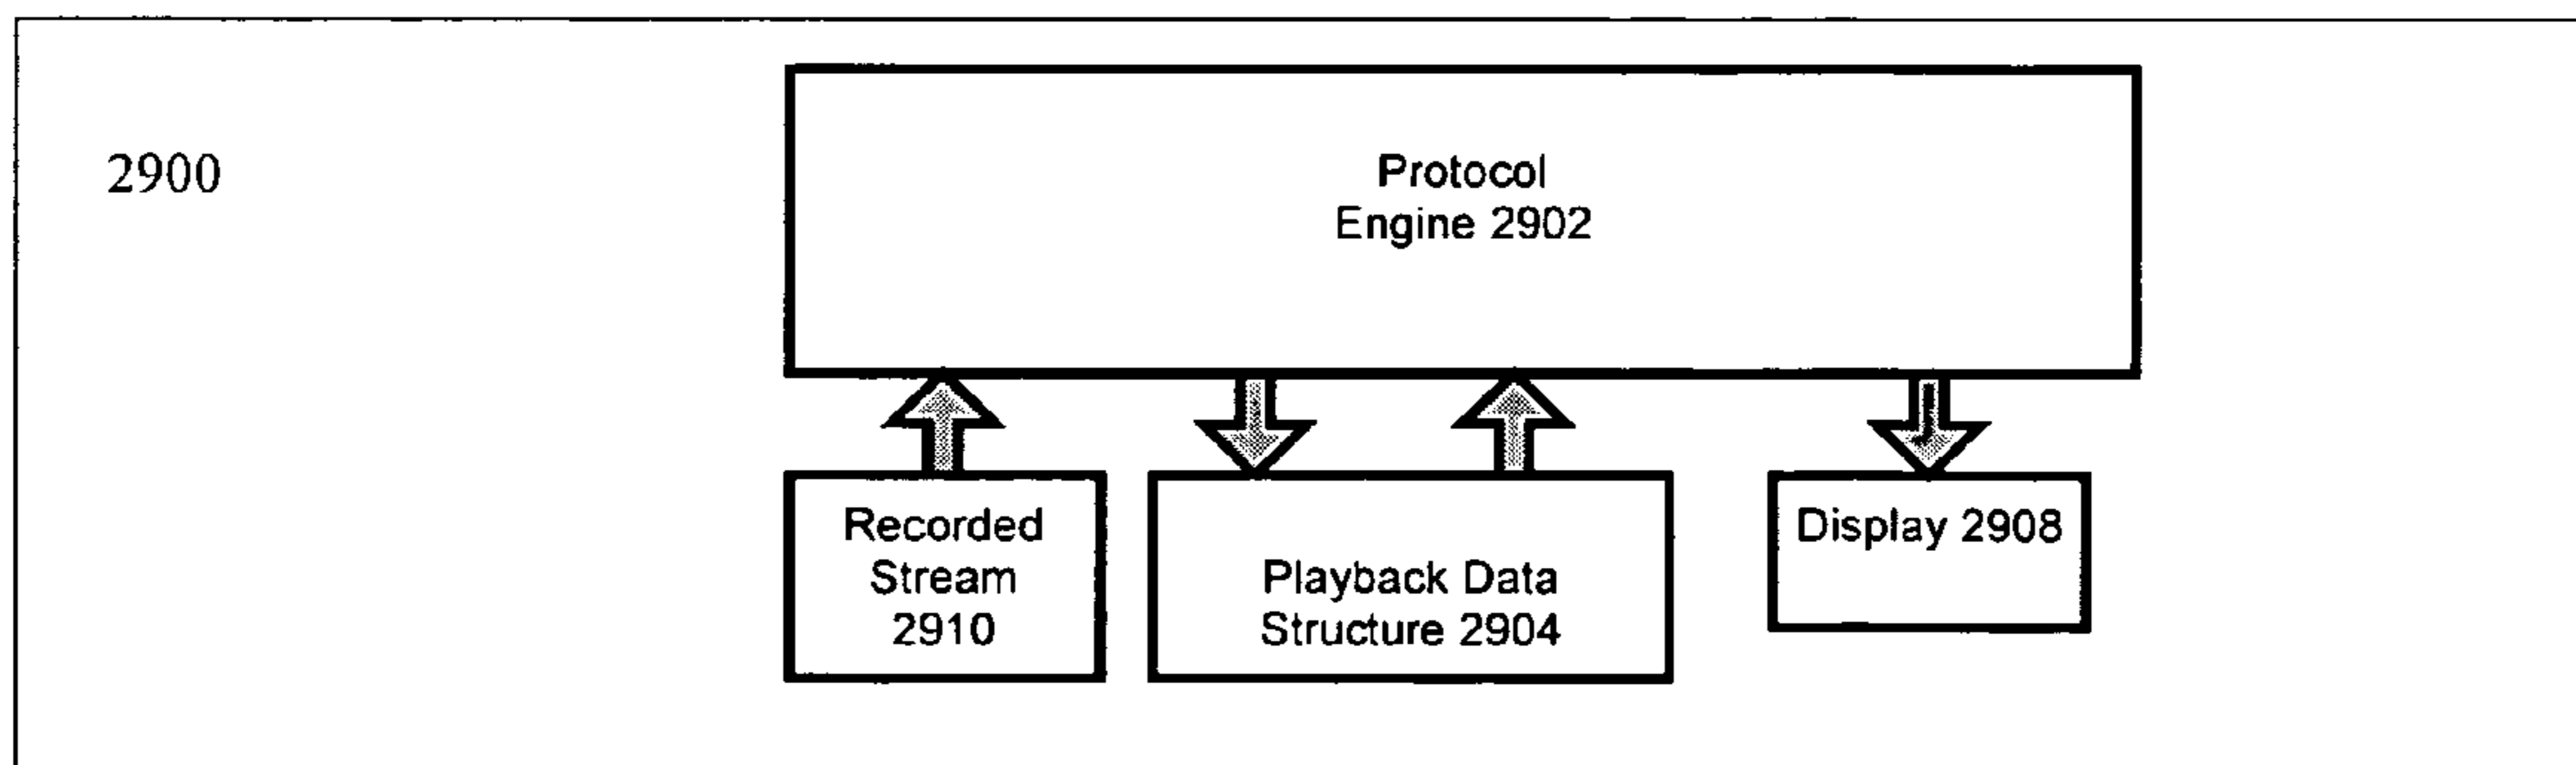 2900
Protocol
Engine 2902
Recorded
Stream
2910
Playback Data
Structure 2904
Display 2908